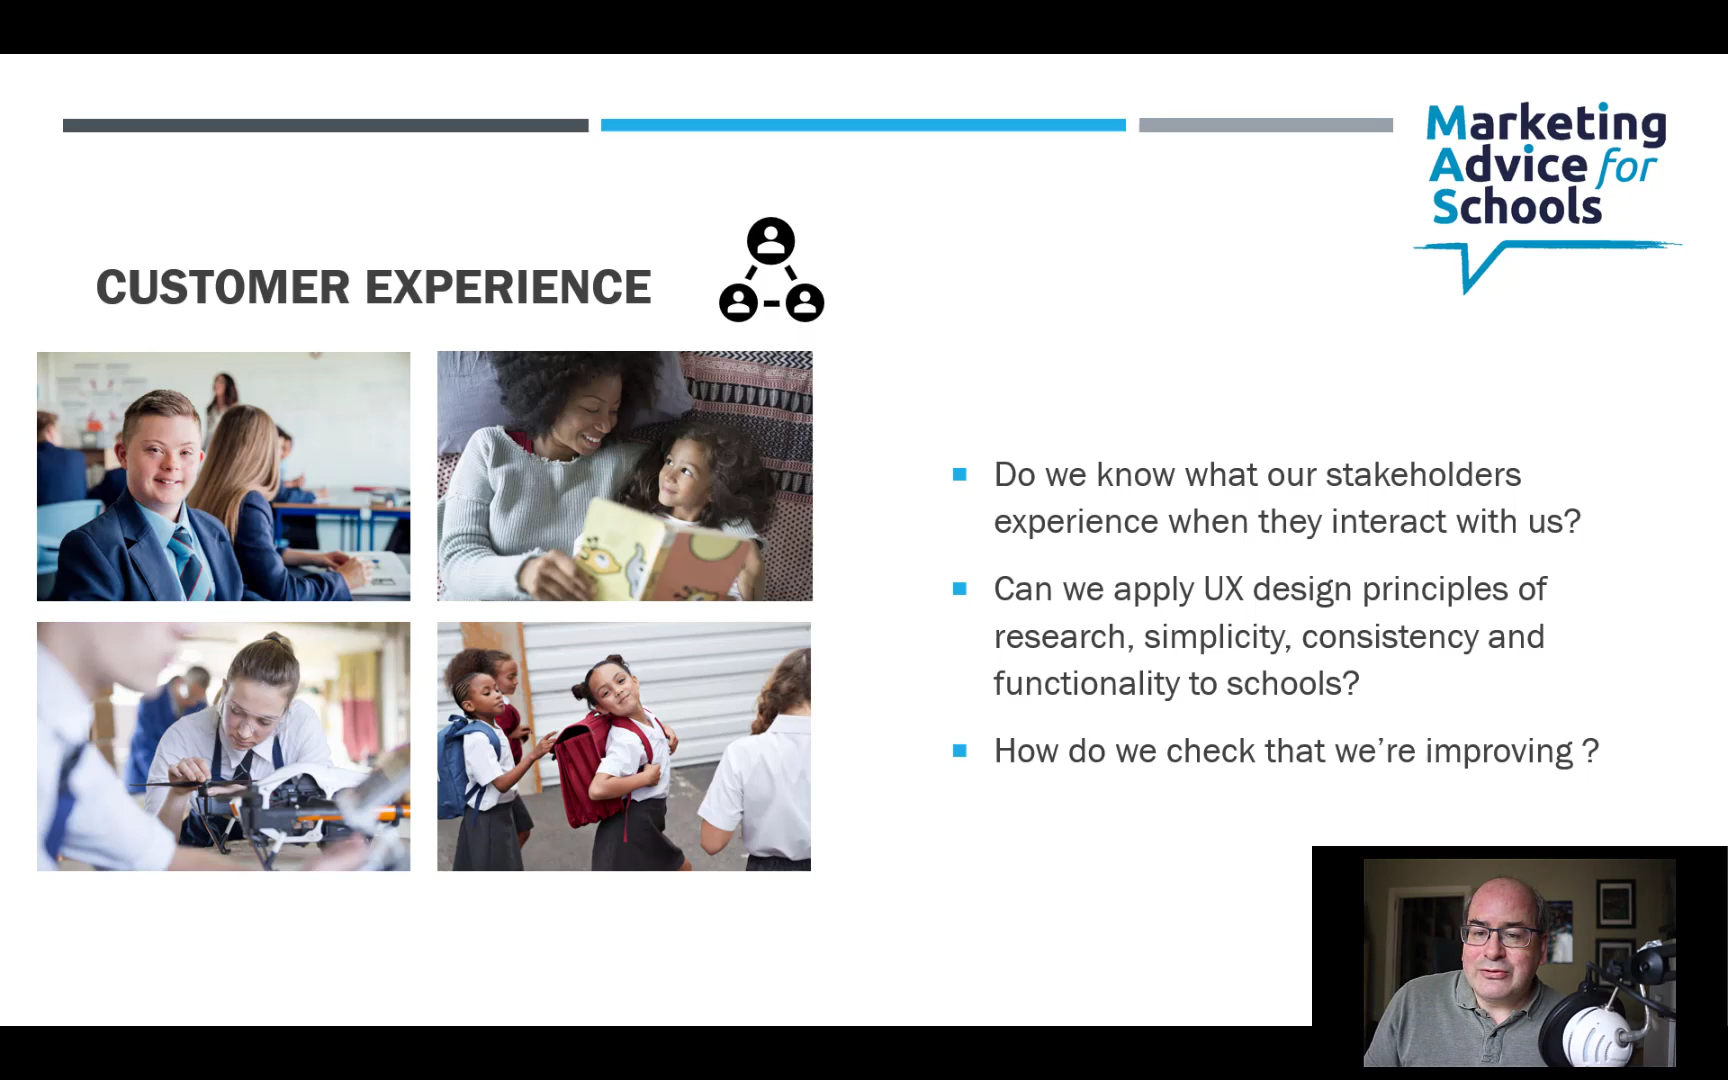 Marketing
Advice for
Schools
CUSTOMER EXPERIENCE
Do we know what our stakeholders
experience when they interact with us?
Can we apply UX design principles of
research, simplicity, consistency and
functionality to schools?
How do we check that we’re improving ?